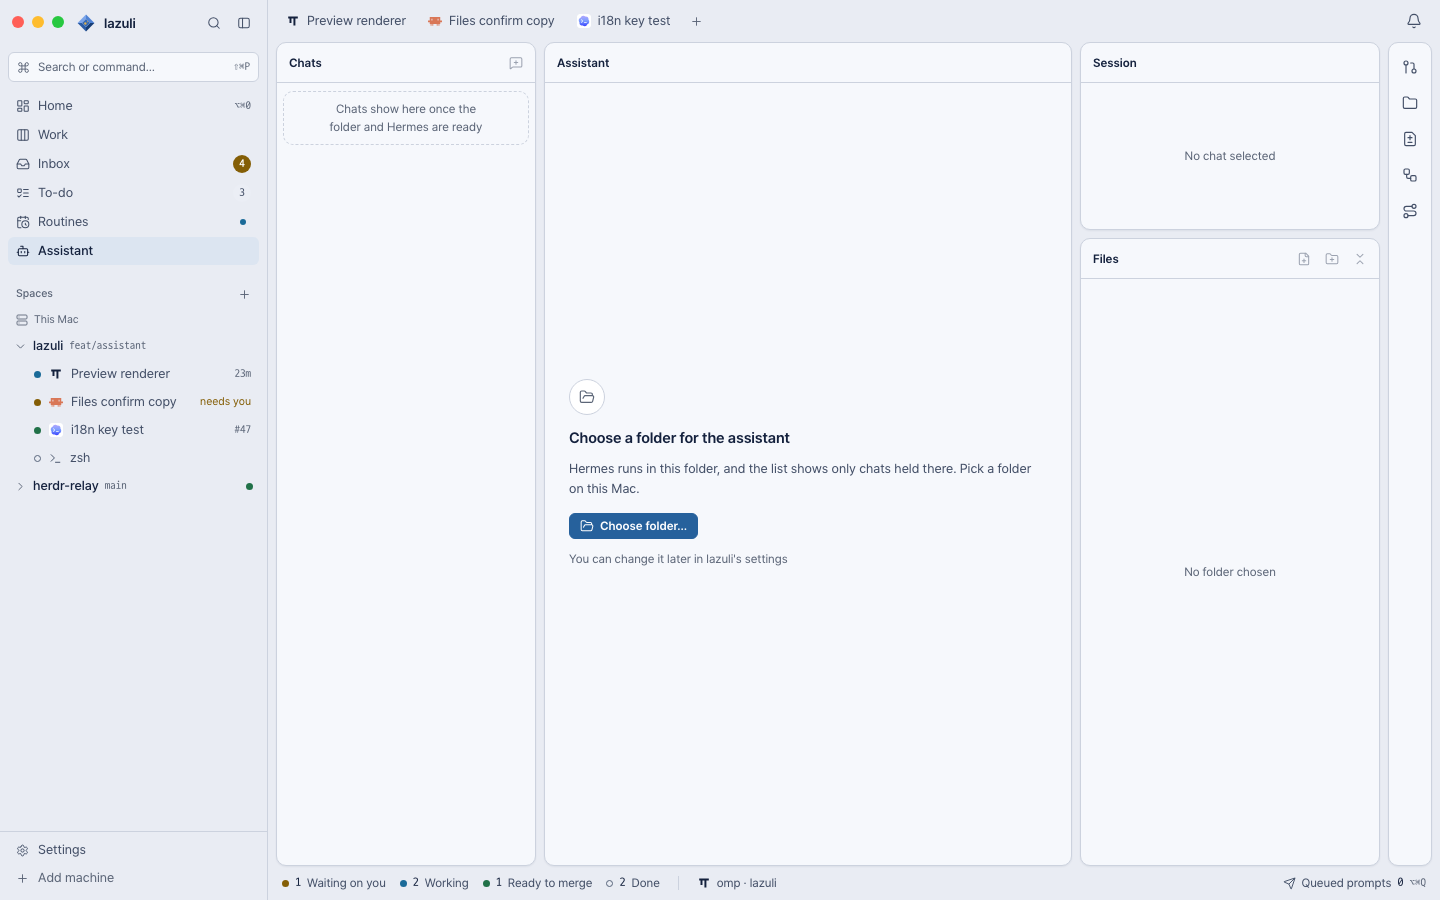 lazuli
Search or command... ⇧⌘P
Home ⌥⌘0
Work
Inbox 4
To-do 3
Routines
Assistant
Spaces
This Mac
lazuli feat/assistant
Preview renderer 23m
Files confirm copy needs you
i18n key test #47
zsh
herdr-relay main
Settings
Add machine
Preview renderer
Files confirm copy
i18n key test
Chats
Chats show here once the
folder and Hermes are ready
Assistant
Choose a folder for the assistant
Hermes runs in this folder, and the list shows only chats held there. Pick a folder
on this Mac.
Choose folder...
You can change it later in lazuli's settings
Session
No chat selected
Files
No folder chosen
1 Waiting on you
2 Working
1 Ready to merge
2 Done
omp · lazuli
Queued prompts 0 ⌥⌘Q